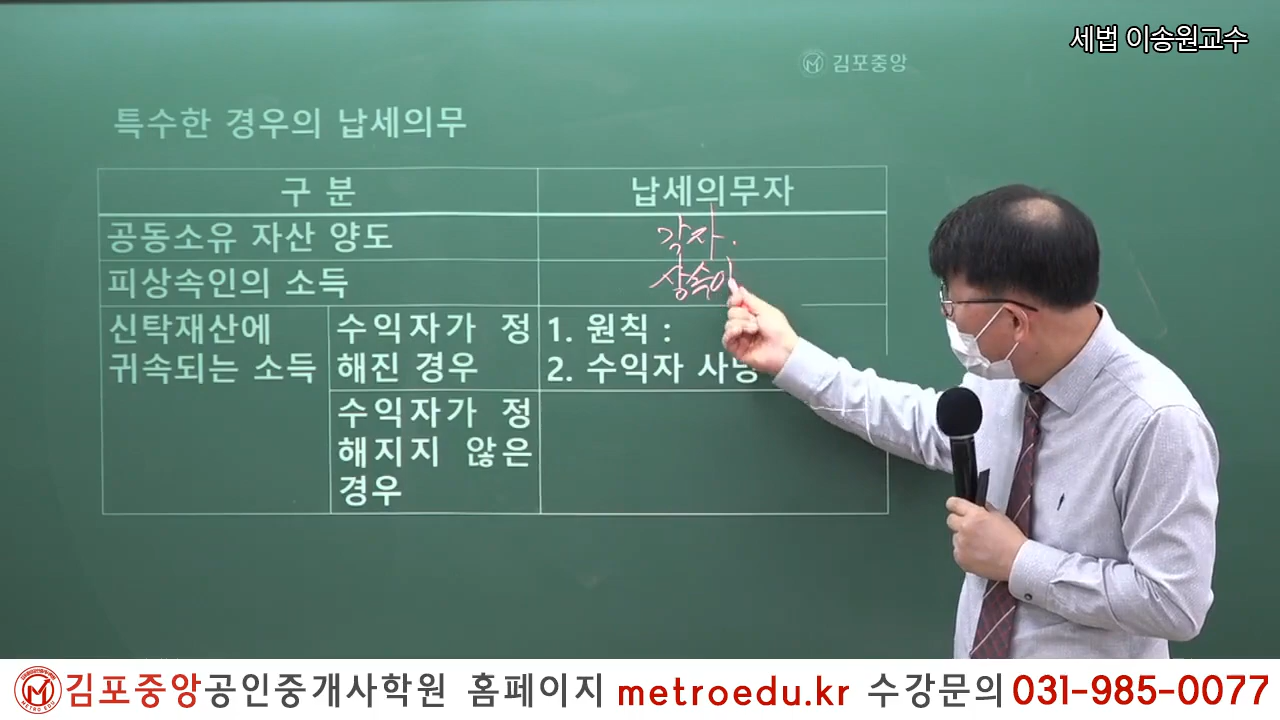 세법 이송원교수
김포중앙
특수한 경우의 납세의무
구 분
납세의무자
공동소유 자산 양도
각자.
피상속인의 소득
상속이
신탁재산에
귀속되는 소득
수익자가 정
해진 경우
1. 원칙 :
2. 수익자 사망
수익자가 정
해지지 않은
경우
김포중앙공인중개사학원 홈페이지 metroedu.kr 수강문의 031-985-0077
METRO EDU